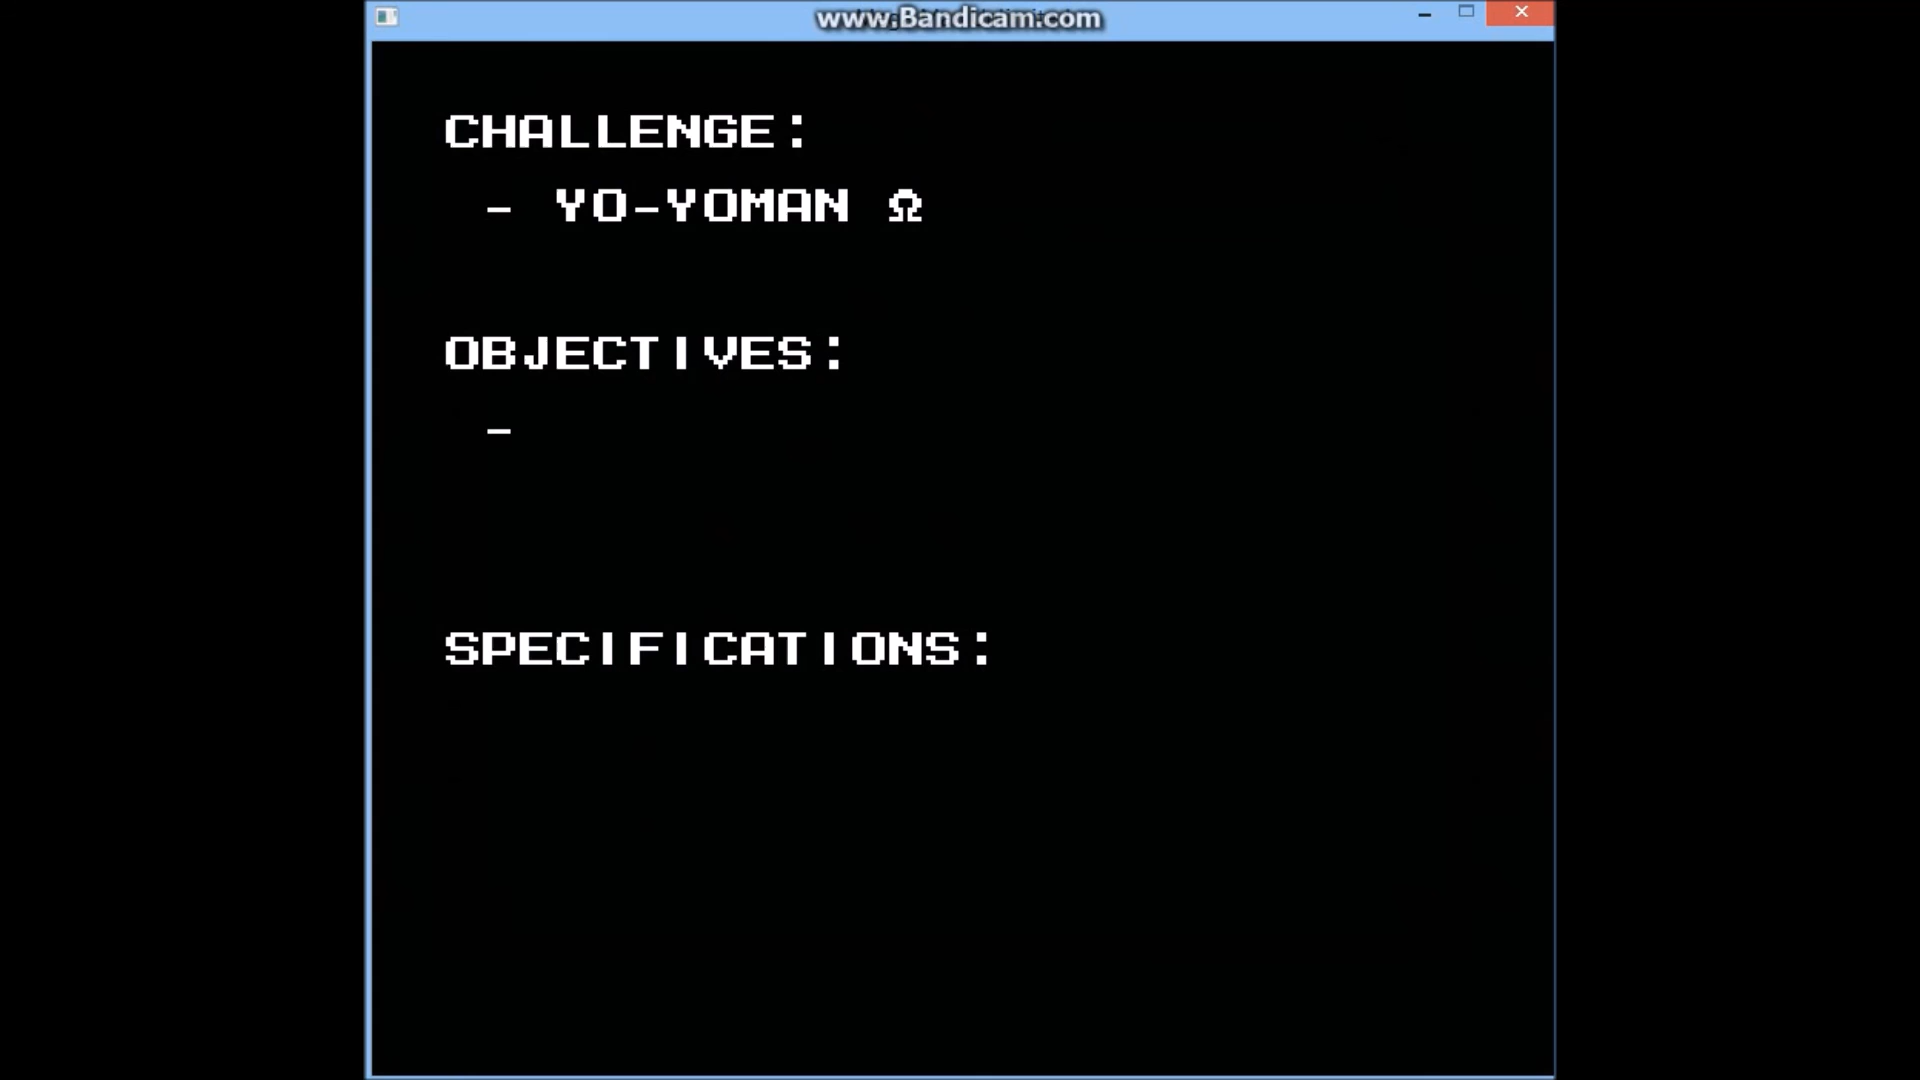 www.Bandicam.com
CHALLENGE:
- YO-YOMAN Ω
OBJECTIVES:
-
SPECIFICATIONS: